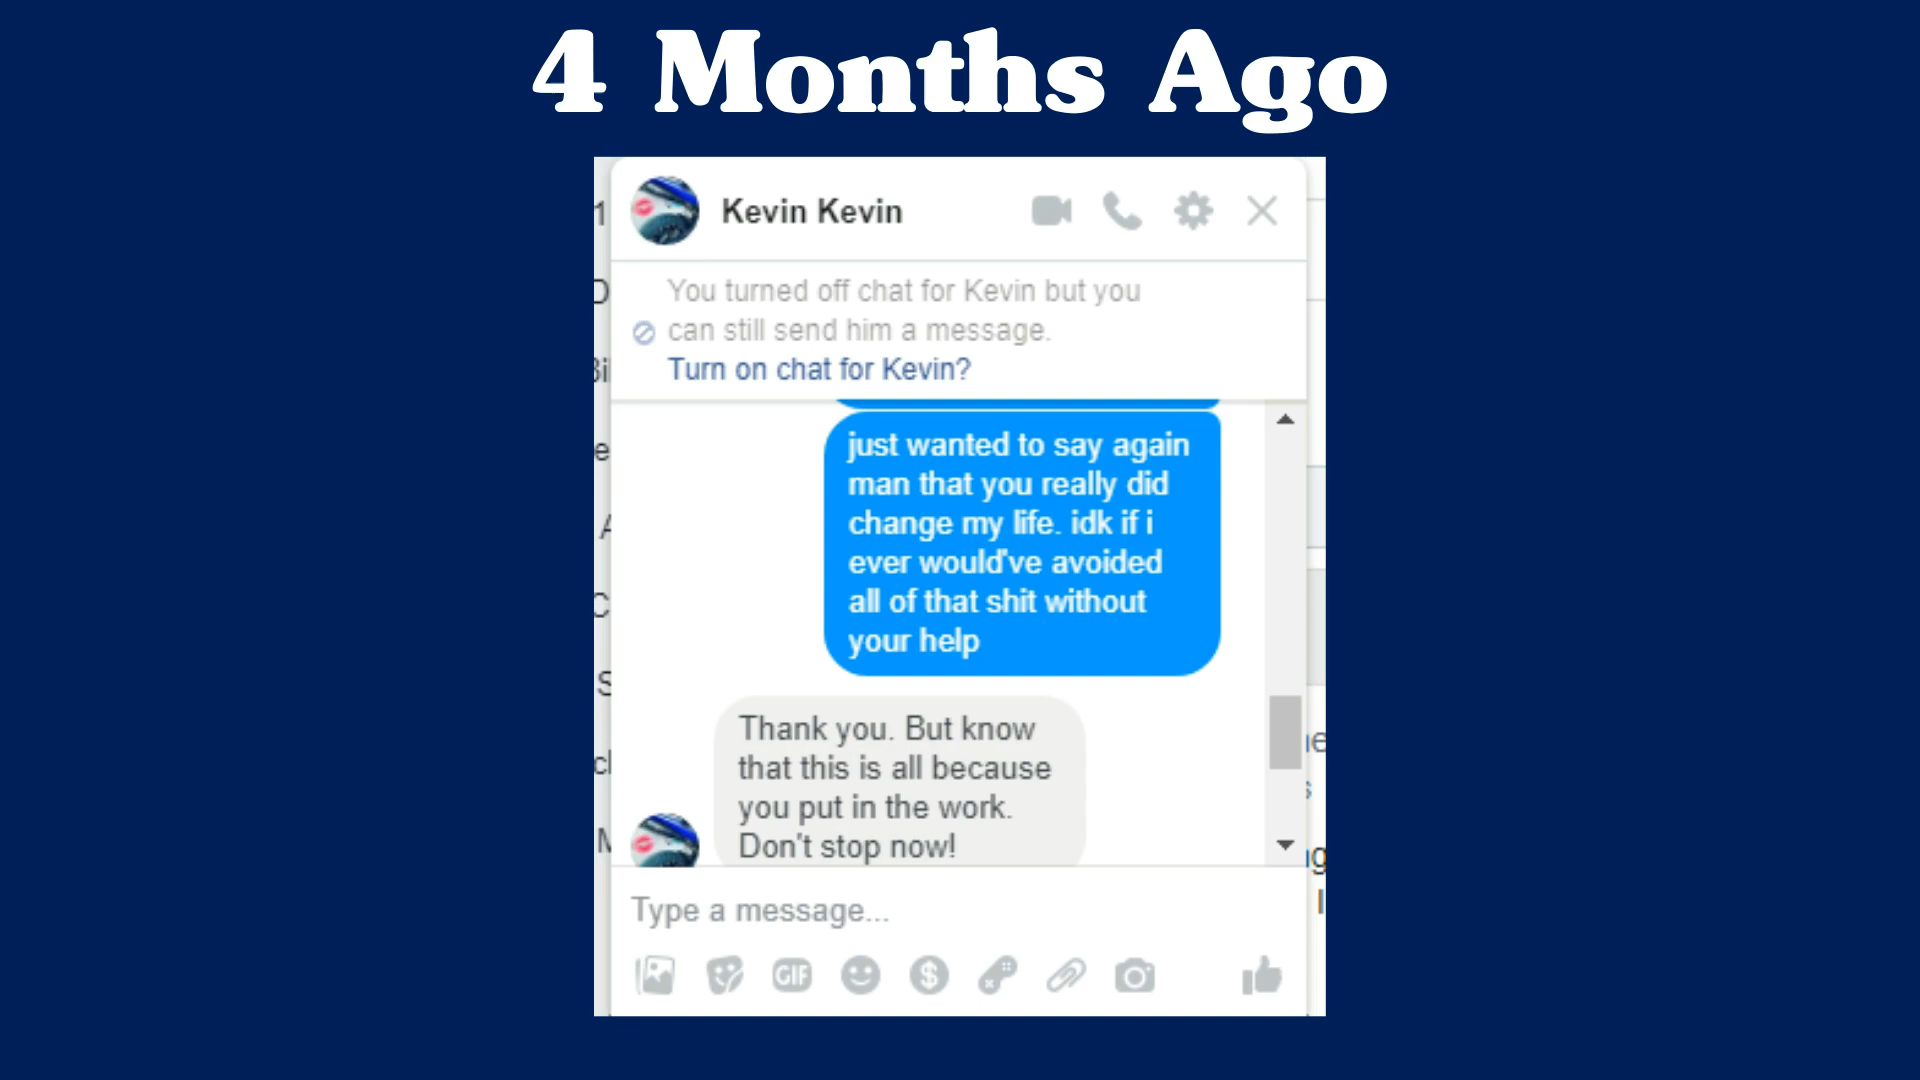 4 Months Ago
Kevin Kevin
You turned off chat for Kevin but you
can still send him a message.
Turn on chat for Kevin?
just wanted to say again
man that you really did
change my life. idk if i
ever would've avoided
all of that shit without
your help
Thank you. But know
that this is all because
you put in the work.
Don't stop now!
Type a message...
GIF